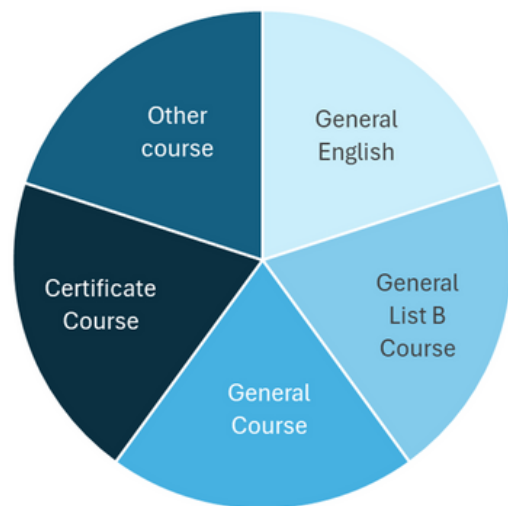 Other
course
General
English
Certificate
Course
General
List B
Course
General
Course